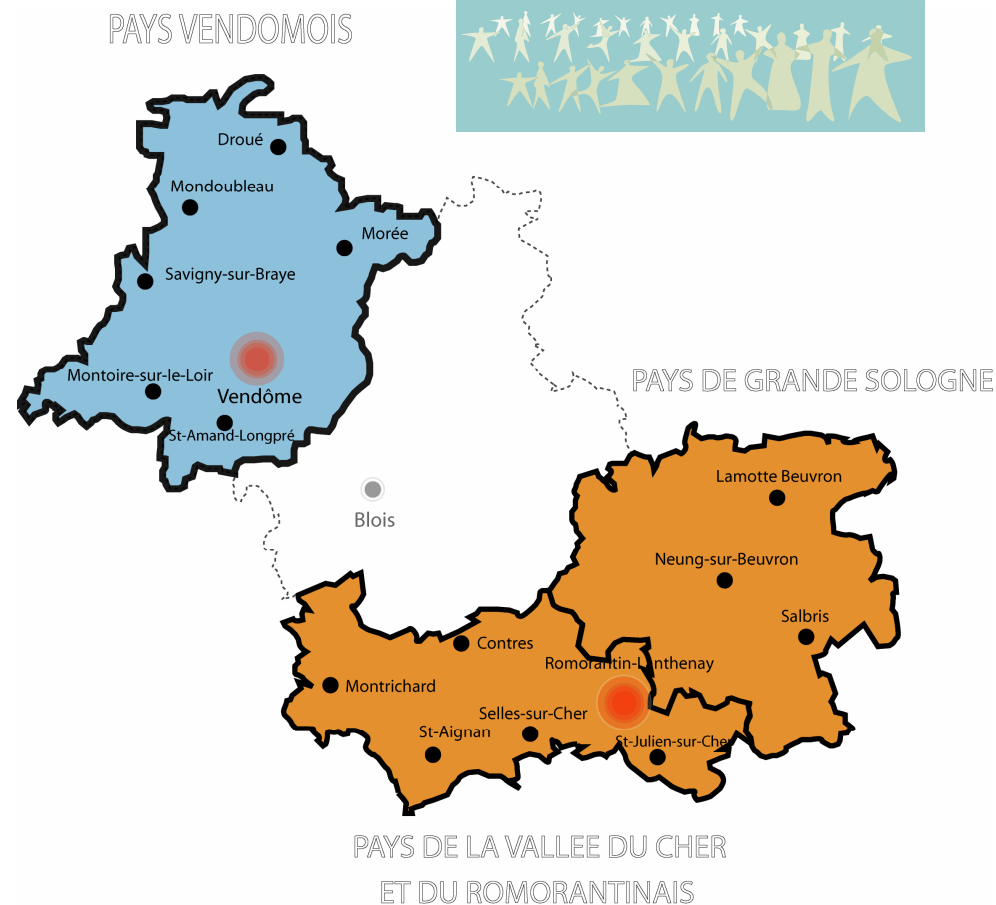 PAYS VENDOMOIS
Droué
Mondoubleau
Morée
Savigny-sur-Braye
Montoire-sur-le-Loir
Vendôme
St-Amand-Longpré
PAYS DE GRANDE SOLOGNE
Lamotte Beuvron
Blois
Neung-sur-Beuvron
Salbris
Contres
Romorantin-Lanthenay
Montrichard
Selles-sur-Cher
St-Aignan
St-Julien-sur-Cher
PAYS DE LA VALLEE DU CHER
ET DU ROMORANTINAIS